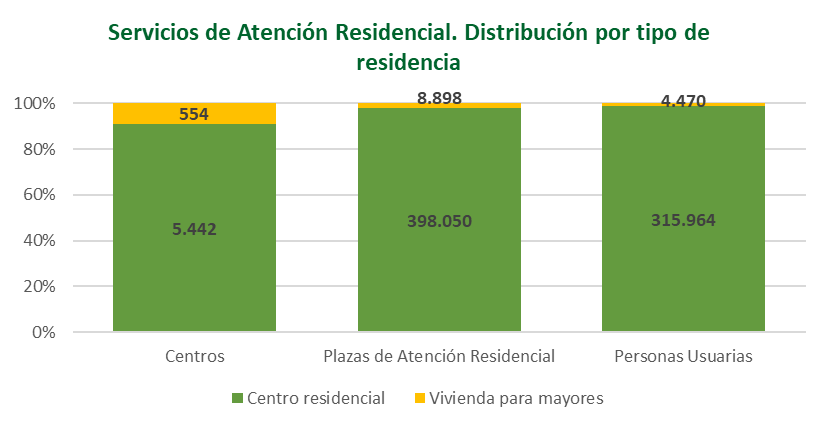 Servicios de Atención Residencial. Distribución por tipo de
residencia
100%
80%
60%
40%
20%
0%
554
8.898
4.470
5.442
398.050
315.964
Centros
Plazas de Atención Residencial
Personas Usuarias
Centro residencial
Vivienda para mayores